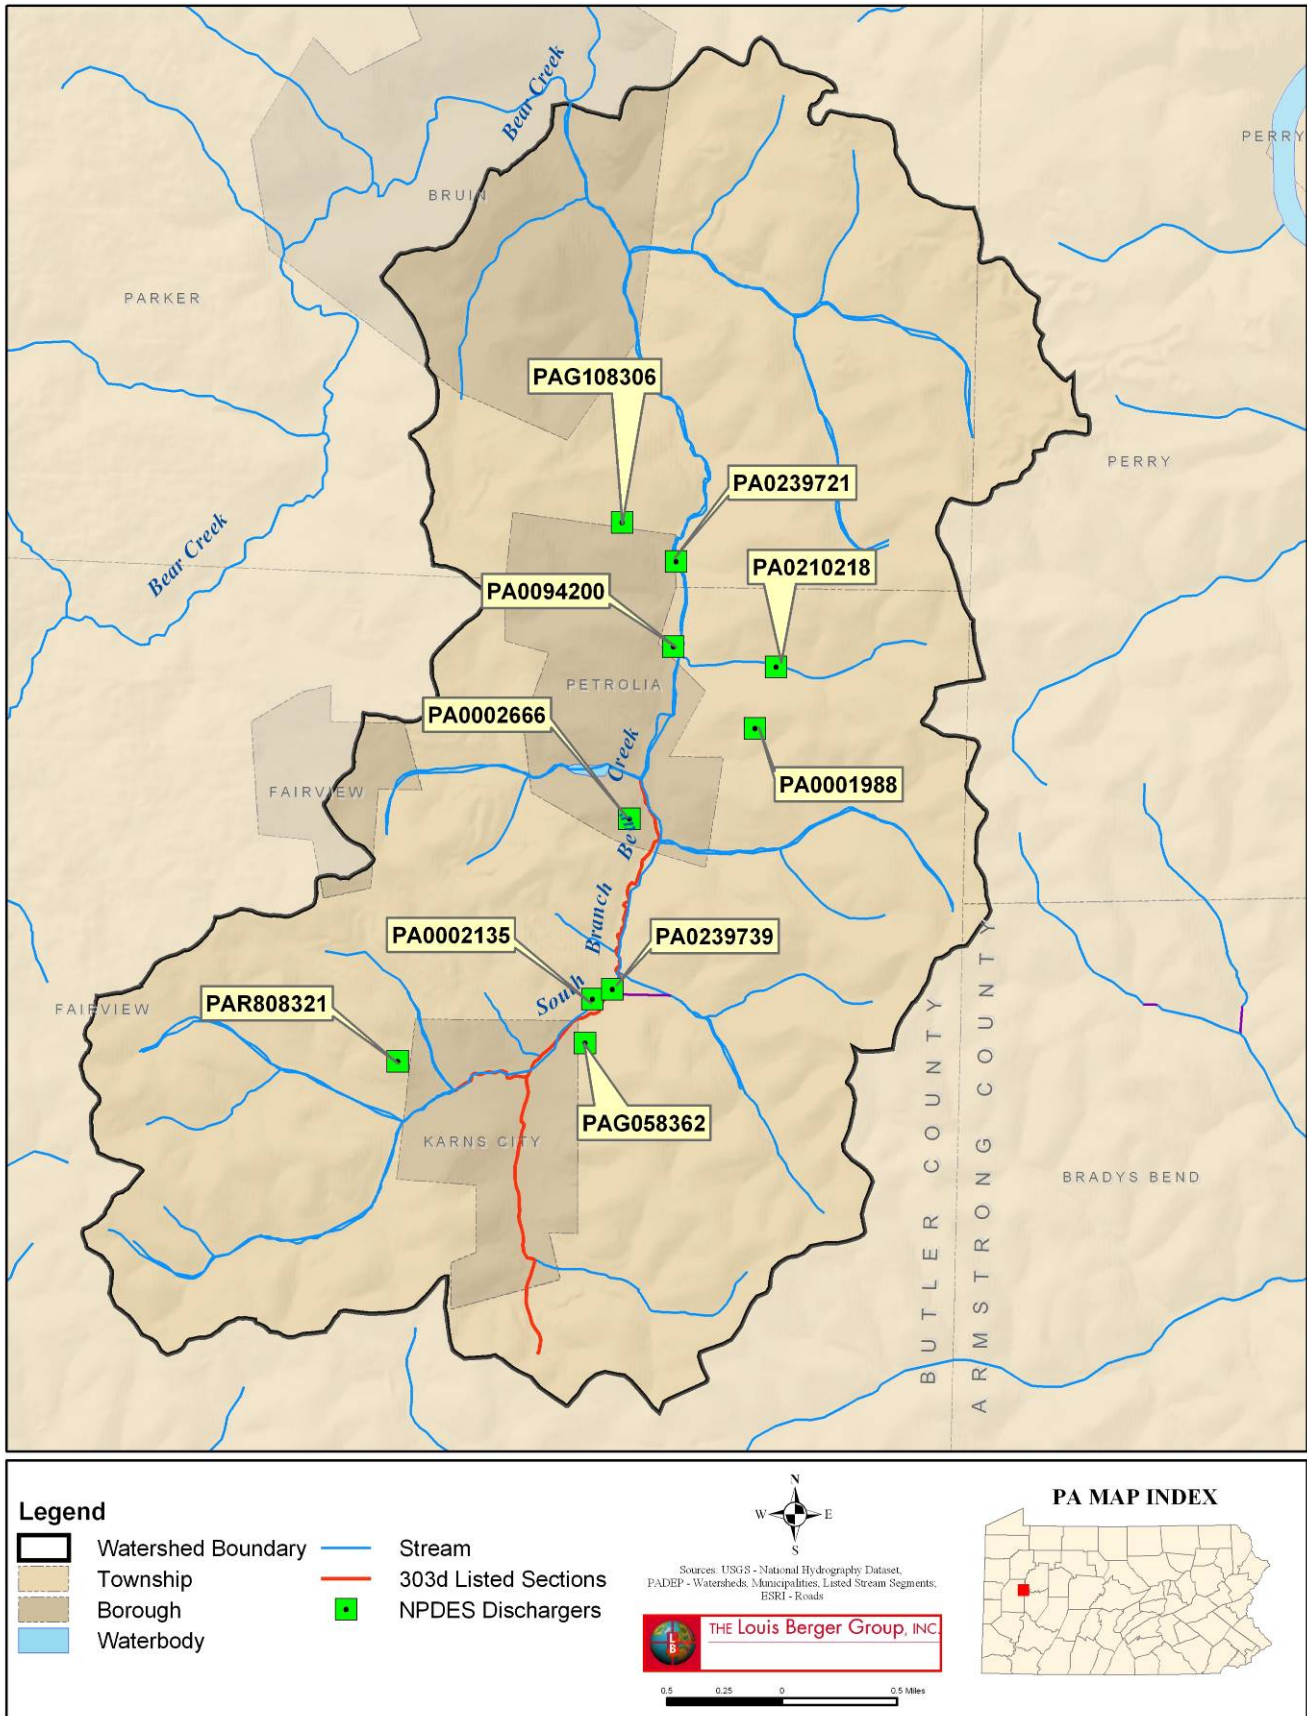 Bear Creek
PERRY
BRUIN
PARKER
PAG108306
PERRY
PA0239721
Bear Creek
PA0210218
PA0094200
PETROLIA
PA0002666
PA0001988
FAIRVIEW
South Branch Bear Creek
PA0002135
PA0239739
PAR808321
FAIRVIEW
PAG058362
KARNS CITY
BUTLER COUNTY
ARMSTRONG COUNTY
BRADYS BEND
Legend
Watershed Boundary
Township
Borough
Waterbody
Stream
303d Listed Sections
NPDES Dischargers
N
W E
S
Sources: USGS - National Hydrography Dataset,
PADEP - Watersheds, Municipalities, Listed Stream Segments;
ESRI - Roads
LB
THE Louis Berger Group, INC.
0.5 0.25 0 0.5 Miles
PA MAP INDEX